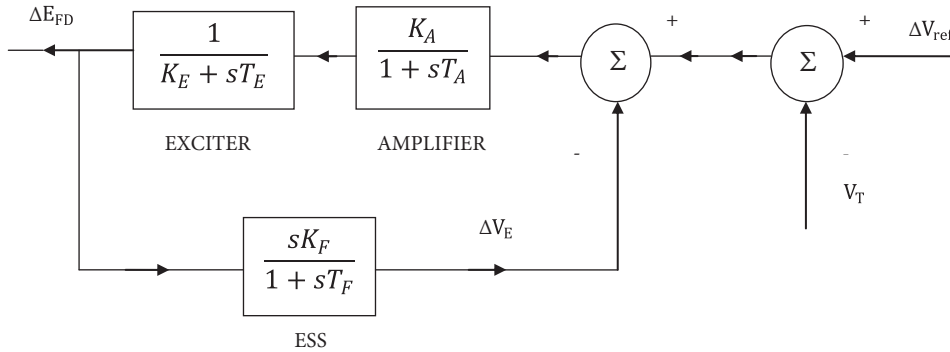 ΔE_FD
1 / (K_E + sT_E)
K_A / (1 + sT_A)
Σ
+
Σ
+
ΔV_ref
EXCITER
AMPLIFIER
-
-
V_T
sK_F / (1 + sT_F)
ΔV_E
ESS